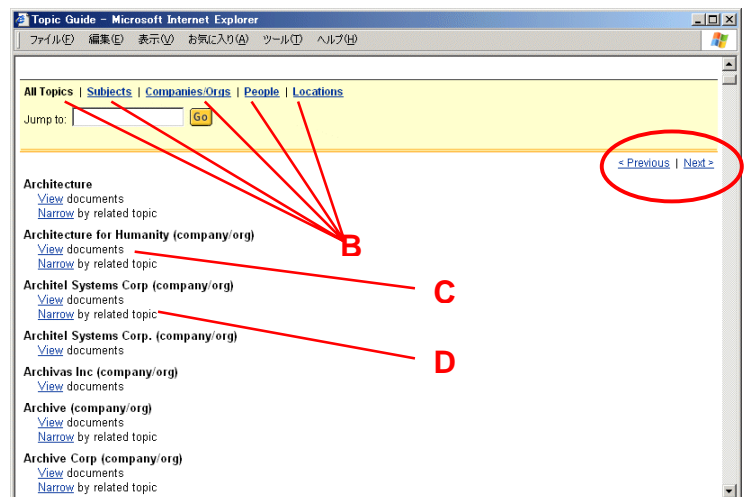 Topic Guide - Microsoft Internet Explorer
ファイル(F) 編集(E) 表示(V) お気に入り(A) ツール(T) ヘルプ(H)
All Topics | Subjects | Companies/Orgs | People | Locations
Jump to: Go
< Previous | Next >
Architecture
View documents
Narrow by related topic
Architecture for Humanity (company/org)
B
View documents
Narrow by related topic
Architel Systems Corp (company/org)
C
View documents
Narrow by related topic
Architel Systems Corp. (company/org)
View documents
D
Archivas Inc (company/org)
View documents
Archive (company/org)
View documents
Narrow by related topic
Archive Corp (company/org)
View documents
Narrow by related topic